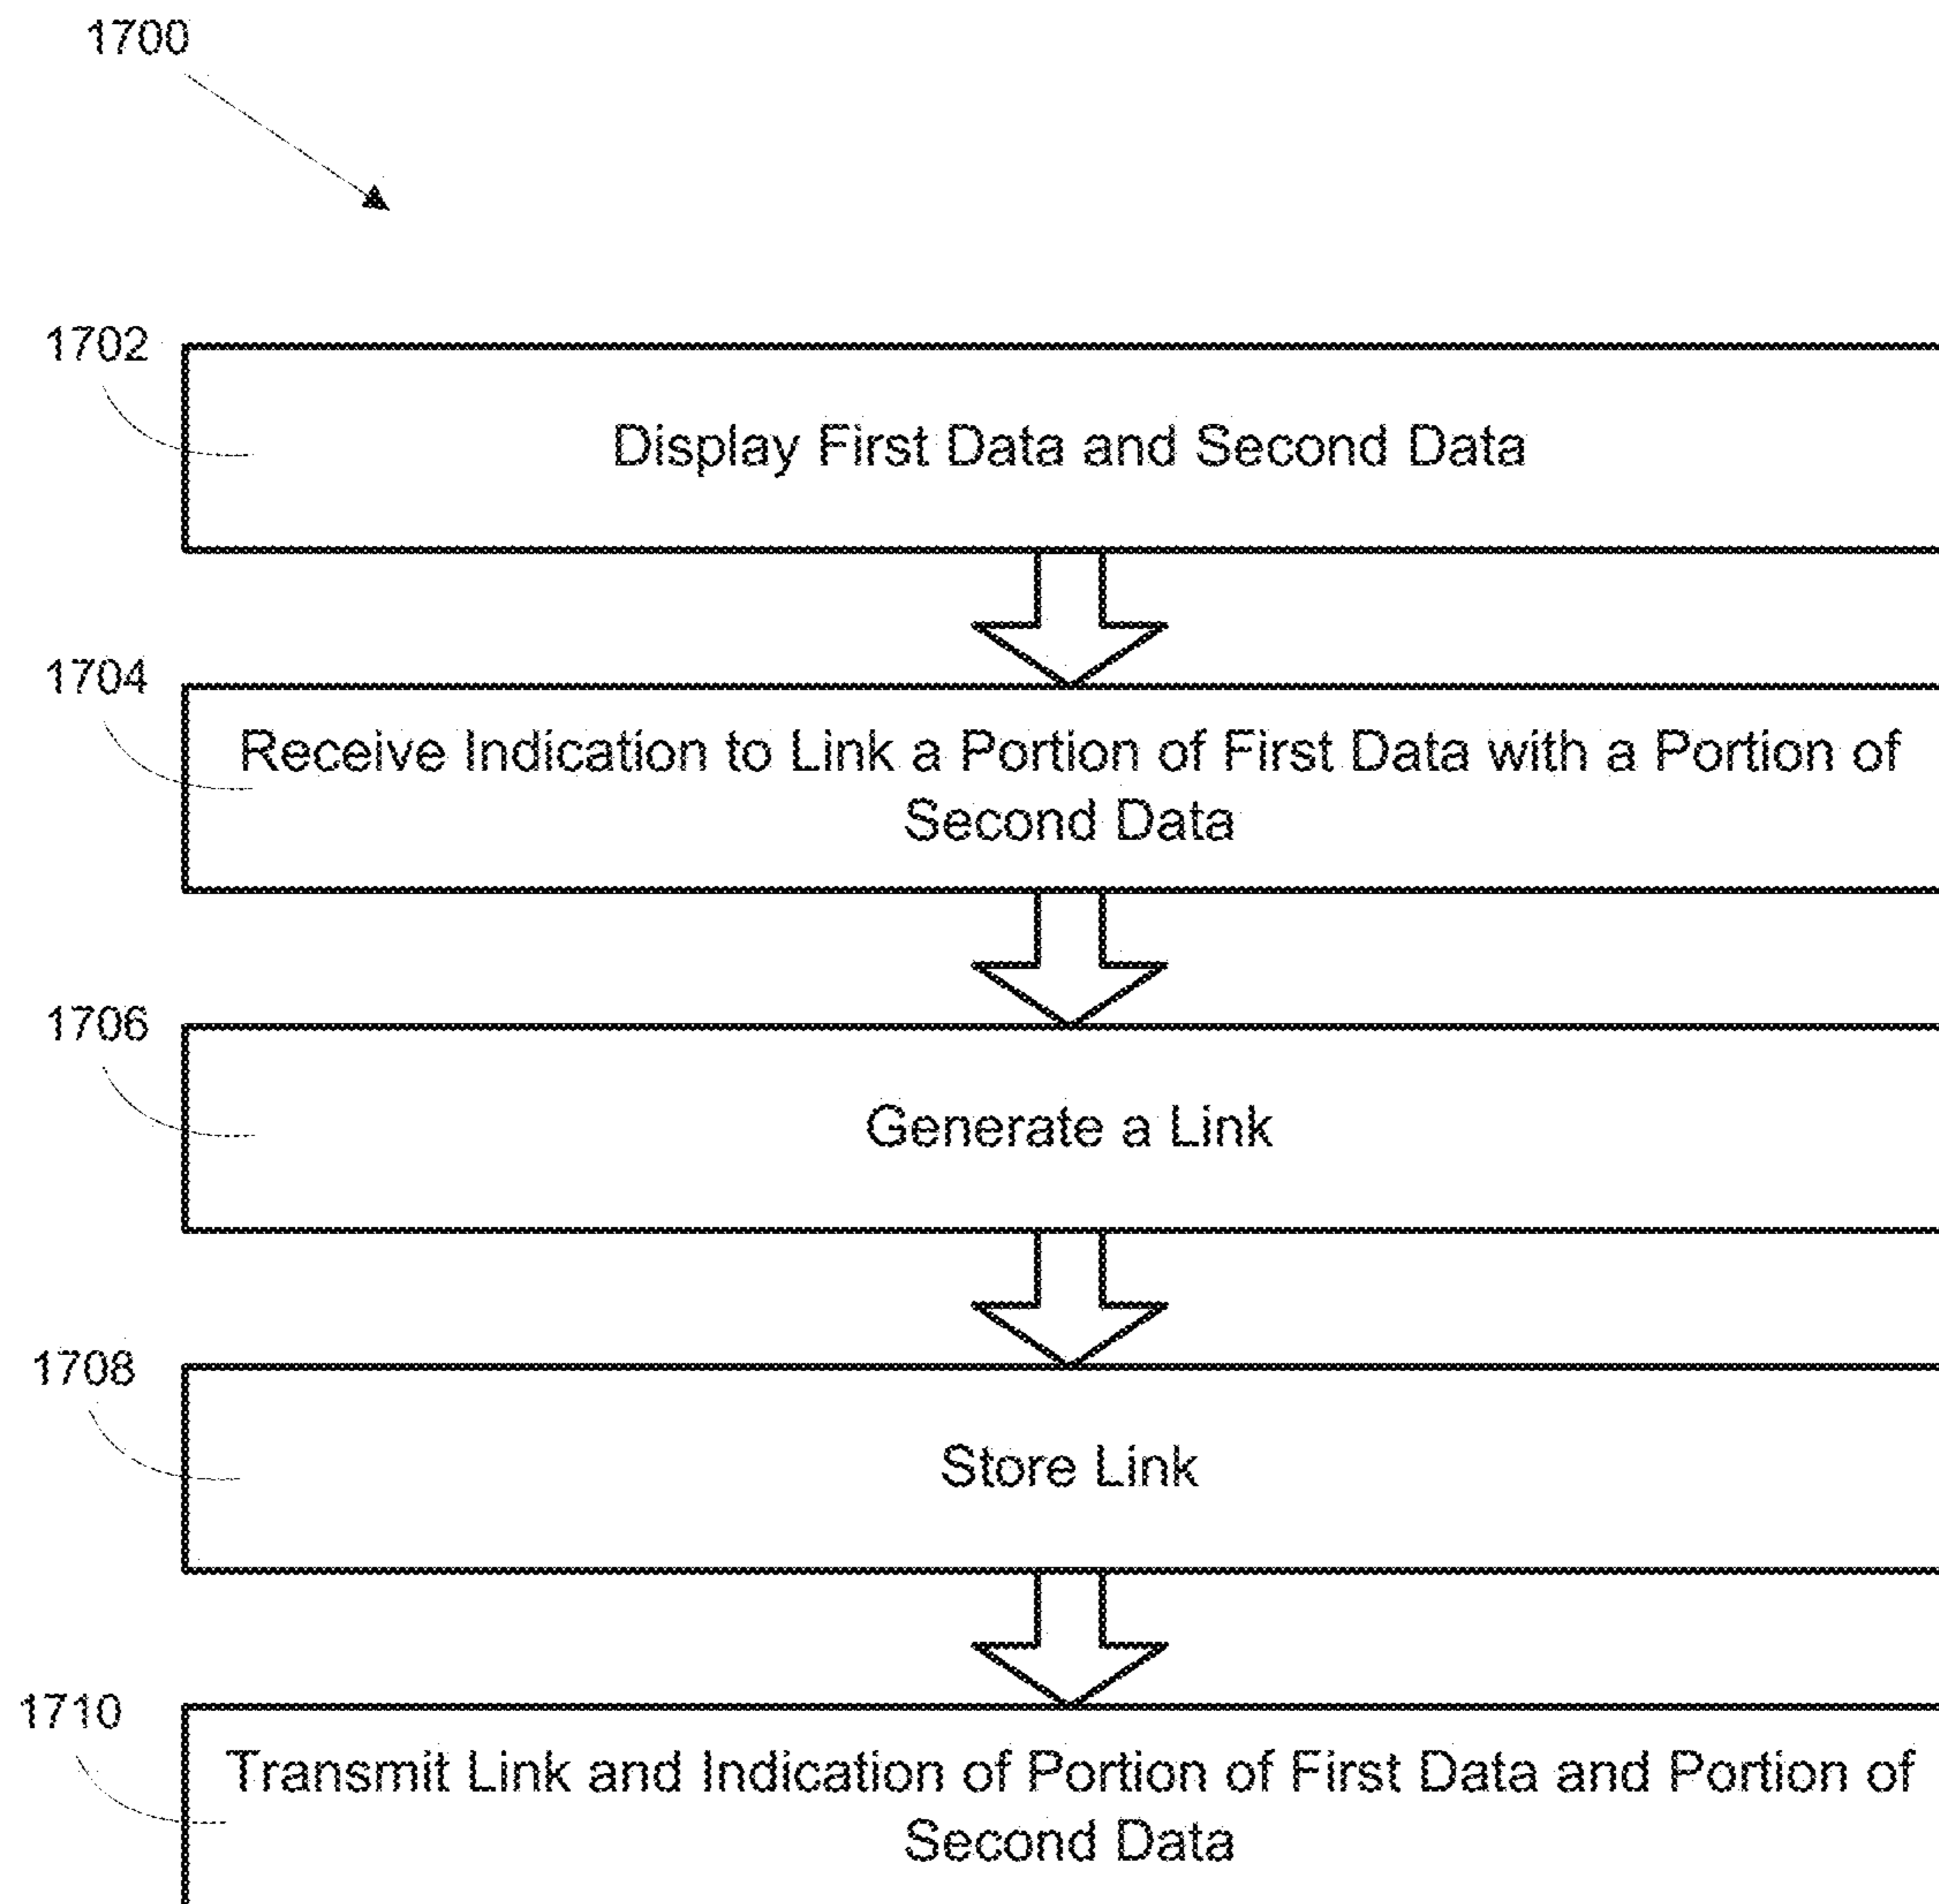 1700
1702
Display First Data and Second Data
1704
Receive Indication to Link a Portion of First Data with a Portion of
Second Data
1706
Generate a Link
1708
Store Link
1710
Transmit Link and Indication of Portion of First Data and Portion of
Second Data